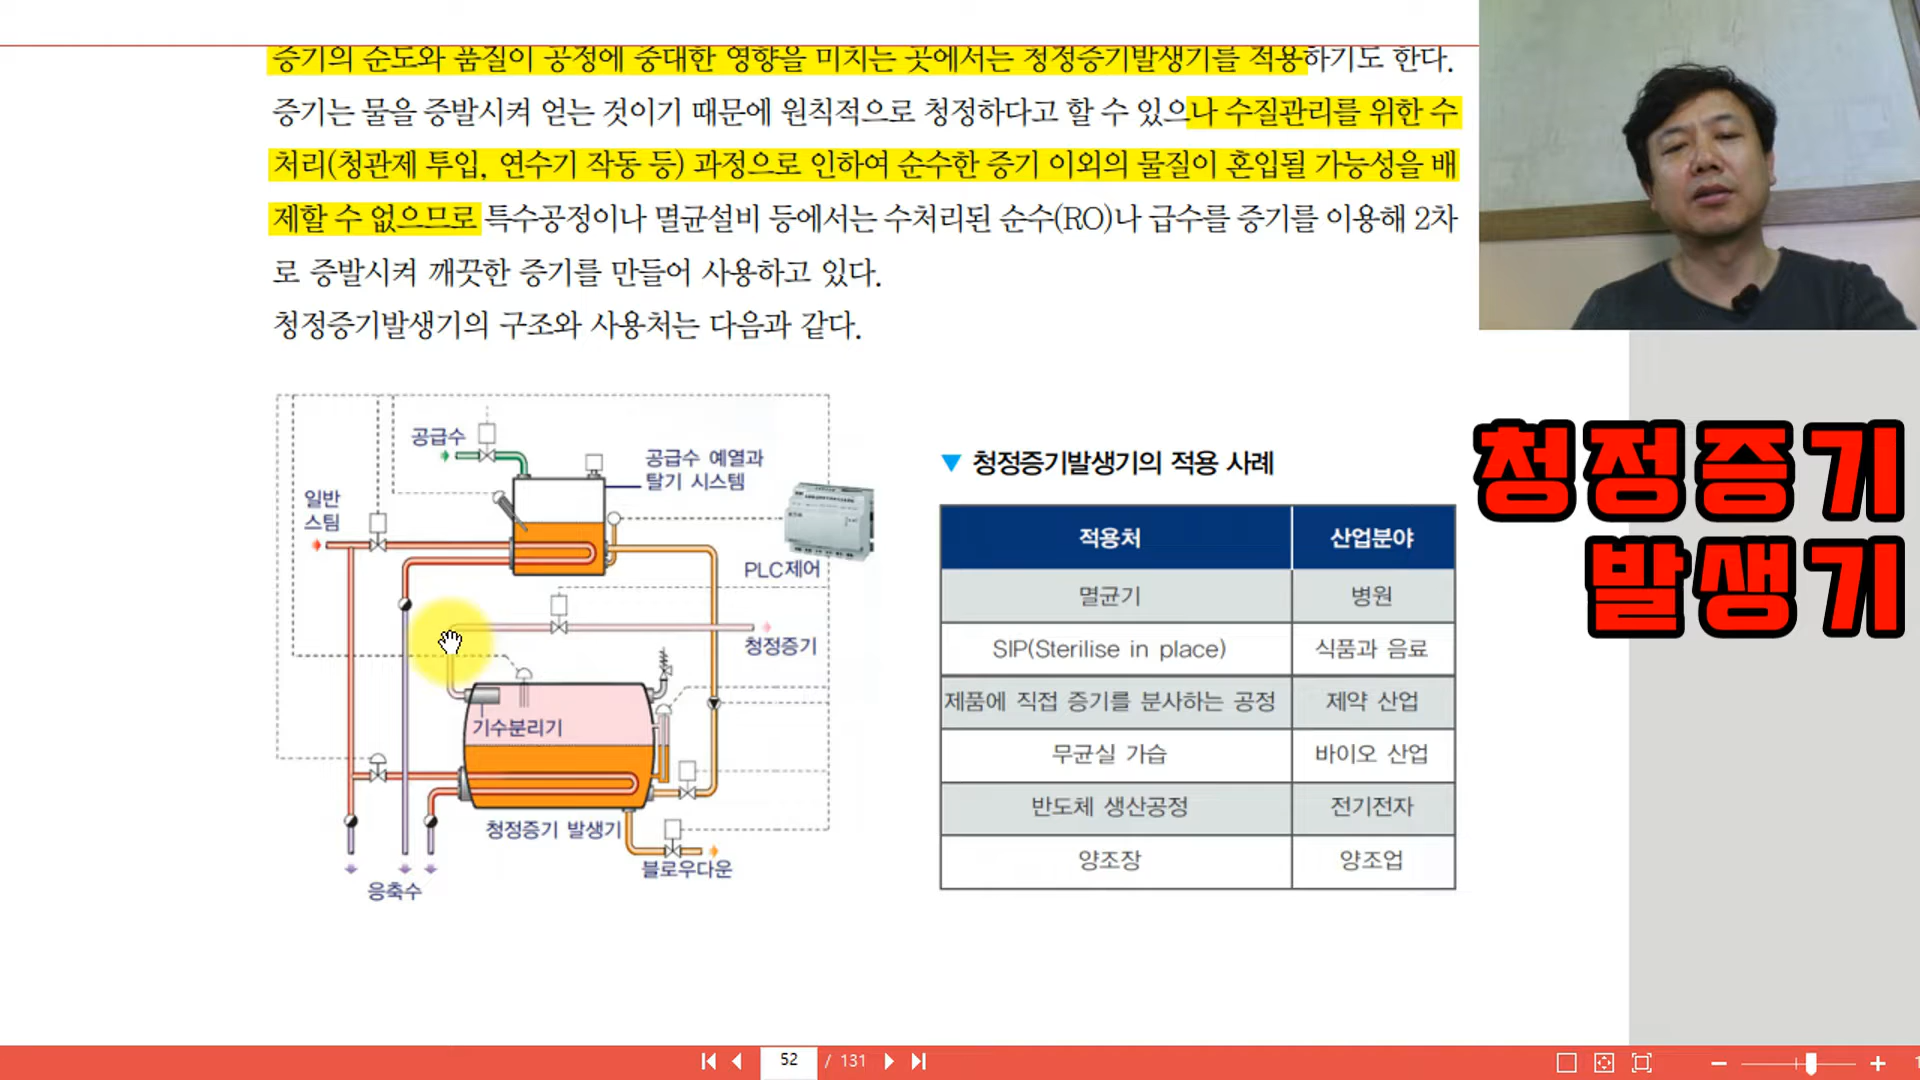 증기의 순도와 품질이 공정에 중대한 영향을 미치는 곳에서는 청정증기발생기를 적용하기도 한다.
증기는 물을 증발시켜 얻는 것이기 때문에 원칙적으로 청정하다고 할 수 있으나 수질관리를 위한 수
처리(청관제 투입, 연수기 작동 등) 과정으로 인하여 순수한 증기 이외의 물질이 혼입될 가능성을 배
제할 수 없으므로 특수공정이나 멸균설비 등에서는 수처리된 순수(RO)나 급수를 증기를 이용해 2차
로 증발시켜 깨끗한 증기를 만들어 사용하고 있다.
청정증기발생기의 구조와 사용처는 다음과 같다.
공급수
공급수 예열과
탈기 시스템
일반
스팀
PLC제어
청정증기
기수분리기
청정증기 발생기
블로우다운
응축수
▼ 청정증기발생기의 적용 사례
적용처 산업분야
멸균기 병원
SIP(Sterilise in place) 식품과 음료
제품에 직접 증기를 분사하는 공정 제약 산업
무균실 가습 바이오 산업
반도체 생산공정 전기전자
양조장 양조업
청정증기
발생기
52 / 131